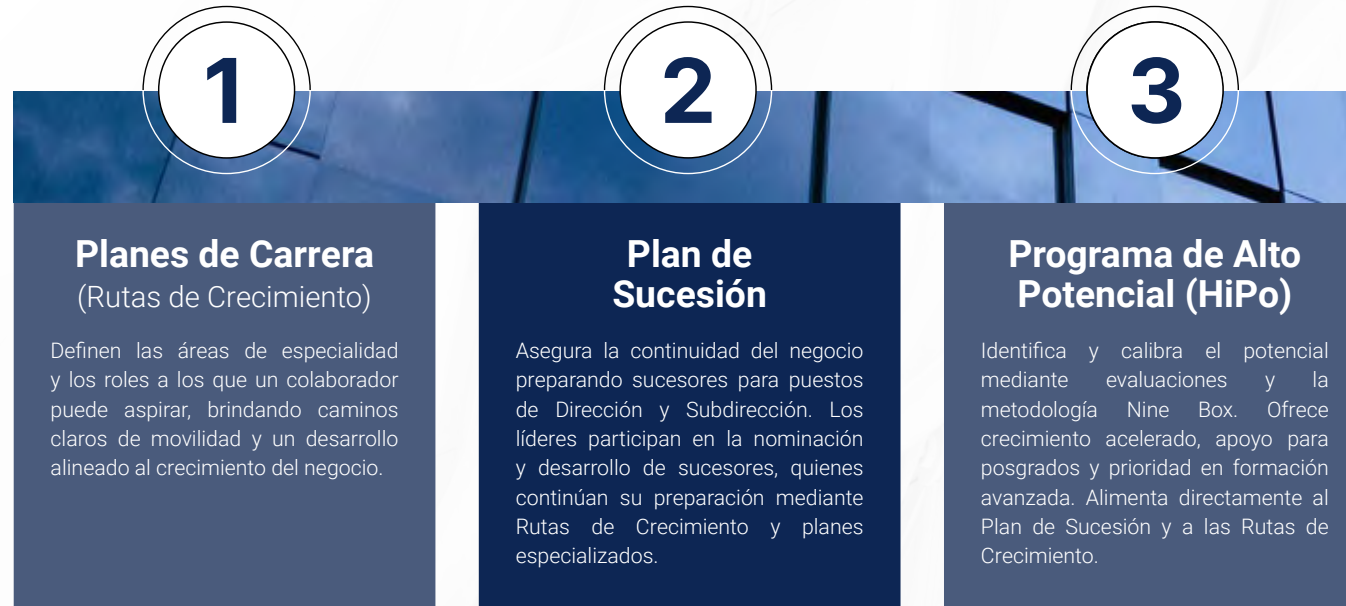 1
Planes de Carrera
(Rutas de Crecimiento)
Definen las áreas de especialidad
y los roles a los que un colaborador
puede aspirar, brindando caminos
claros de movilidad y un desarrollo
alineado al crecimiento del negocio.
2
Plan de
Sucesión
Asegura la continuidad del negocio
preparando sucesores para puestos
de Dirección y Subdirección. Los
líderes participan en la nominación
y desarrollo de sucesores, quienes
continúan su preparación mediante
Rutas de Crecimiento y planes
especializados.
3
Programa de Alto
Potencial (HiPo)
Identifica y calibra el potencial
mediante evaluaciones y la
metodología Nine Box. Ofrece
crecimiento acelerado, apoyo para
posgrados y prioridad en formación
avanzada. Alimenta directamente al
Plan de Sucesión y a las Rutas de
Crecimiento.